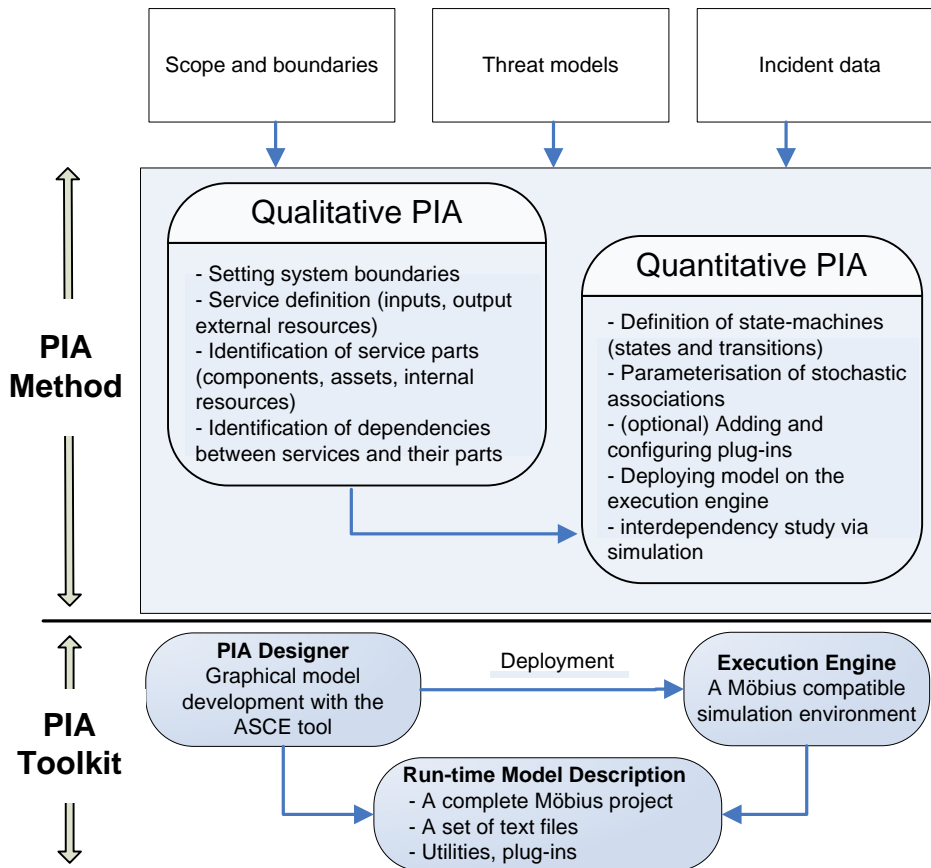 Scope and boundaries
Threat models
Incident data
PIA
Method
Qualitative PIA
- Setting system boundaries
- Service definition (inputs, output
external resources)
- Identification of service parts
(components, assets, internal
resources)
- Identification of dependencies
between services and their parts
Quantitative PIA
- Definition of state-machines
(states and transitions)
- Parameterisation of stochastic
associations
- (optional) Adding and
configuring plug-ins
- Deploying model on the
execution engine
- interdependency study via
simulation
PIA
Toolkit
PIA Designer
Graphical model
development with the
ASCE tool
Deployment
Execution Engine
A Möbius compatible
simulation environment
Run-time Model Description
- A complete Möbius project
- A set of text files
- Utilities, plug-ins